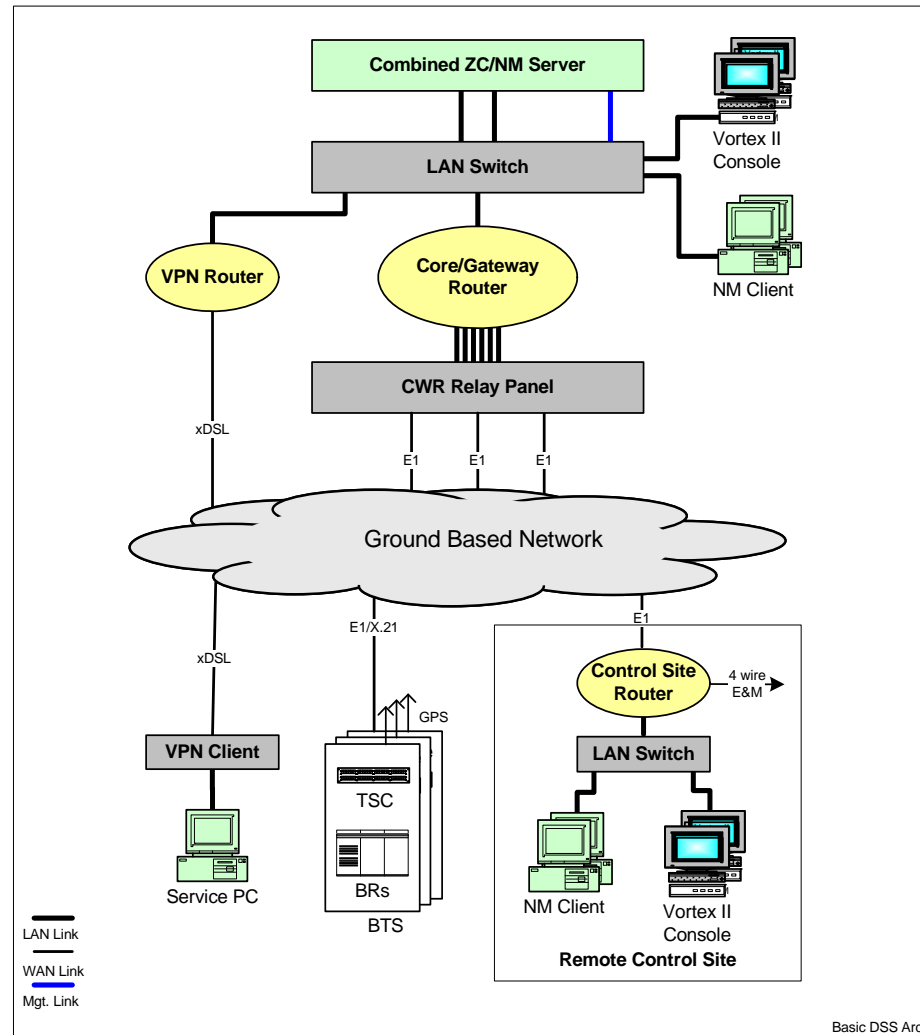 Combined ZC/NM Server
Vortex II
Console
LAN Switch
NM Client
VPN Router
Core/Gateway
Router
CWR Relay Panel
xDSL
E1
E1
E1
Ground Based Network
E1/X.21
E1
xDSL
Control Site
Router
4 wire
E&M
GPS
VPN Client
LAN Switch
TSC
Service PC
BRs
BTS
NM Client
Vortex II
Console
Remote Control Site
LAN Link
WAN Link
Mgt. Link
Basic DSS Arc